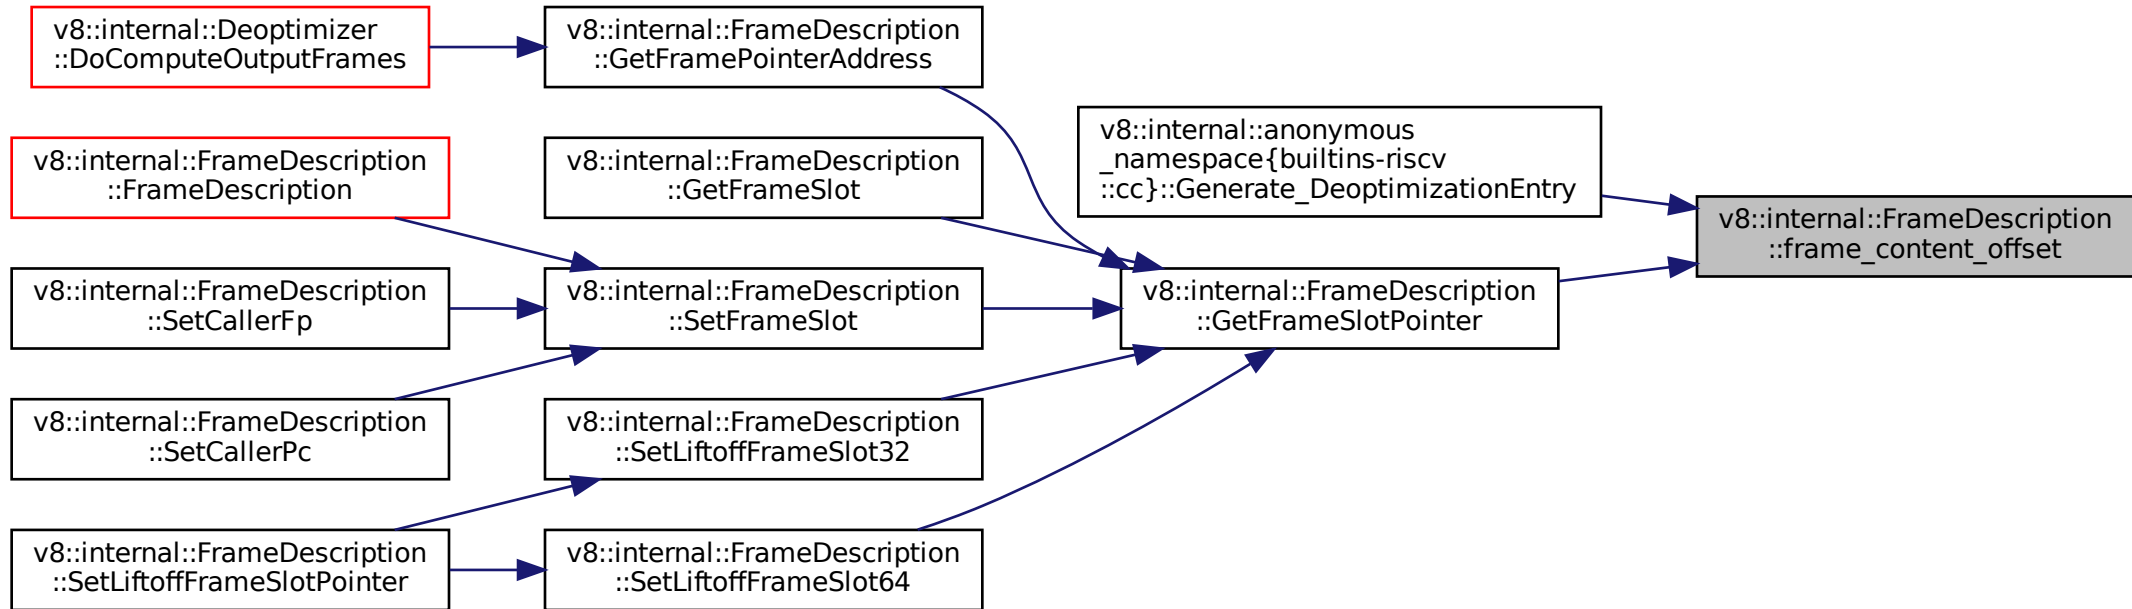 v8::internal::Deoptimizer
::DoComputeOutputFrames
v8::internal::FrameDescription
::GetFramePointerAddress
v8::internal::anonymous
_namespace{builtins-riscv
::cc}::Generate_DeoptimizationEntry
v8::internal::FrameDescription
::FrameDescription
v8::internal::FrameDescription
::GetFrameSlot
v8::internal::FrameDescription
::frame_content_offset
v8::internal::FrameDescription
::SetCallerFp
v8::internal::FrameDescription
::SetFrameSlot
v8::internal::FrameDescription
::GetFrameSlotPointer
v8::internal::FrameDescription
::SetCallerPc
v8::internal::FrameDescription
::SetLiftoffFrameSlot32
v8::internal::FrameDescription
::SetLiftoffFrameSlotPointer
v8::internal::FrameDescription
::SetLiftoffFrameSlot64